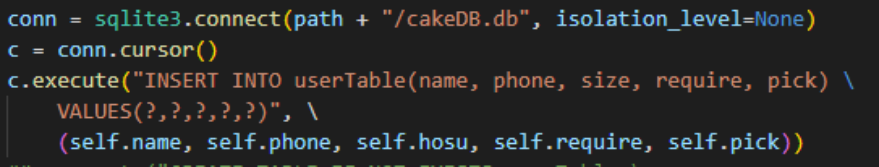 conn = sqlite3.connect(path + "/cakeDB.db", isolation_level=None)
c = conn.cursor()
c.execute("INSERT INTO userTable(name, phone, size, require, pick) \
VALUES(?,?,?,?,?)", \
(self.name, self.phone, self.hosu, self.require, self.pick))